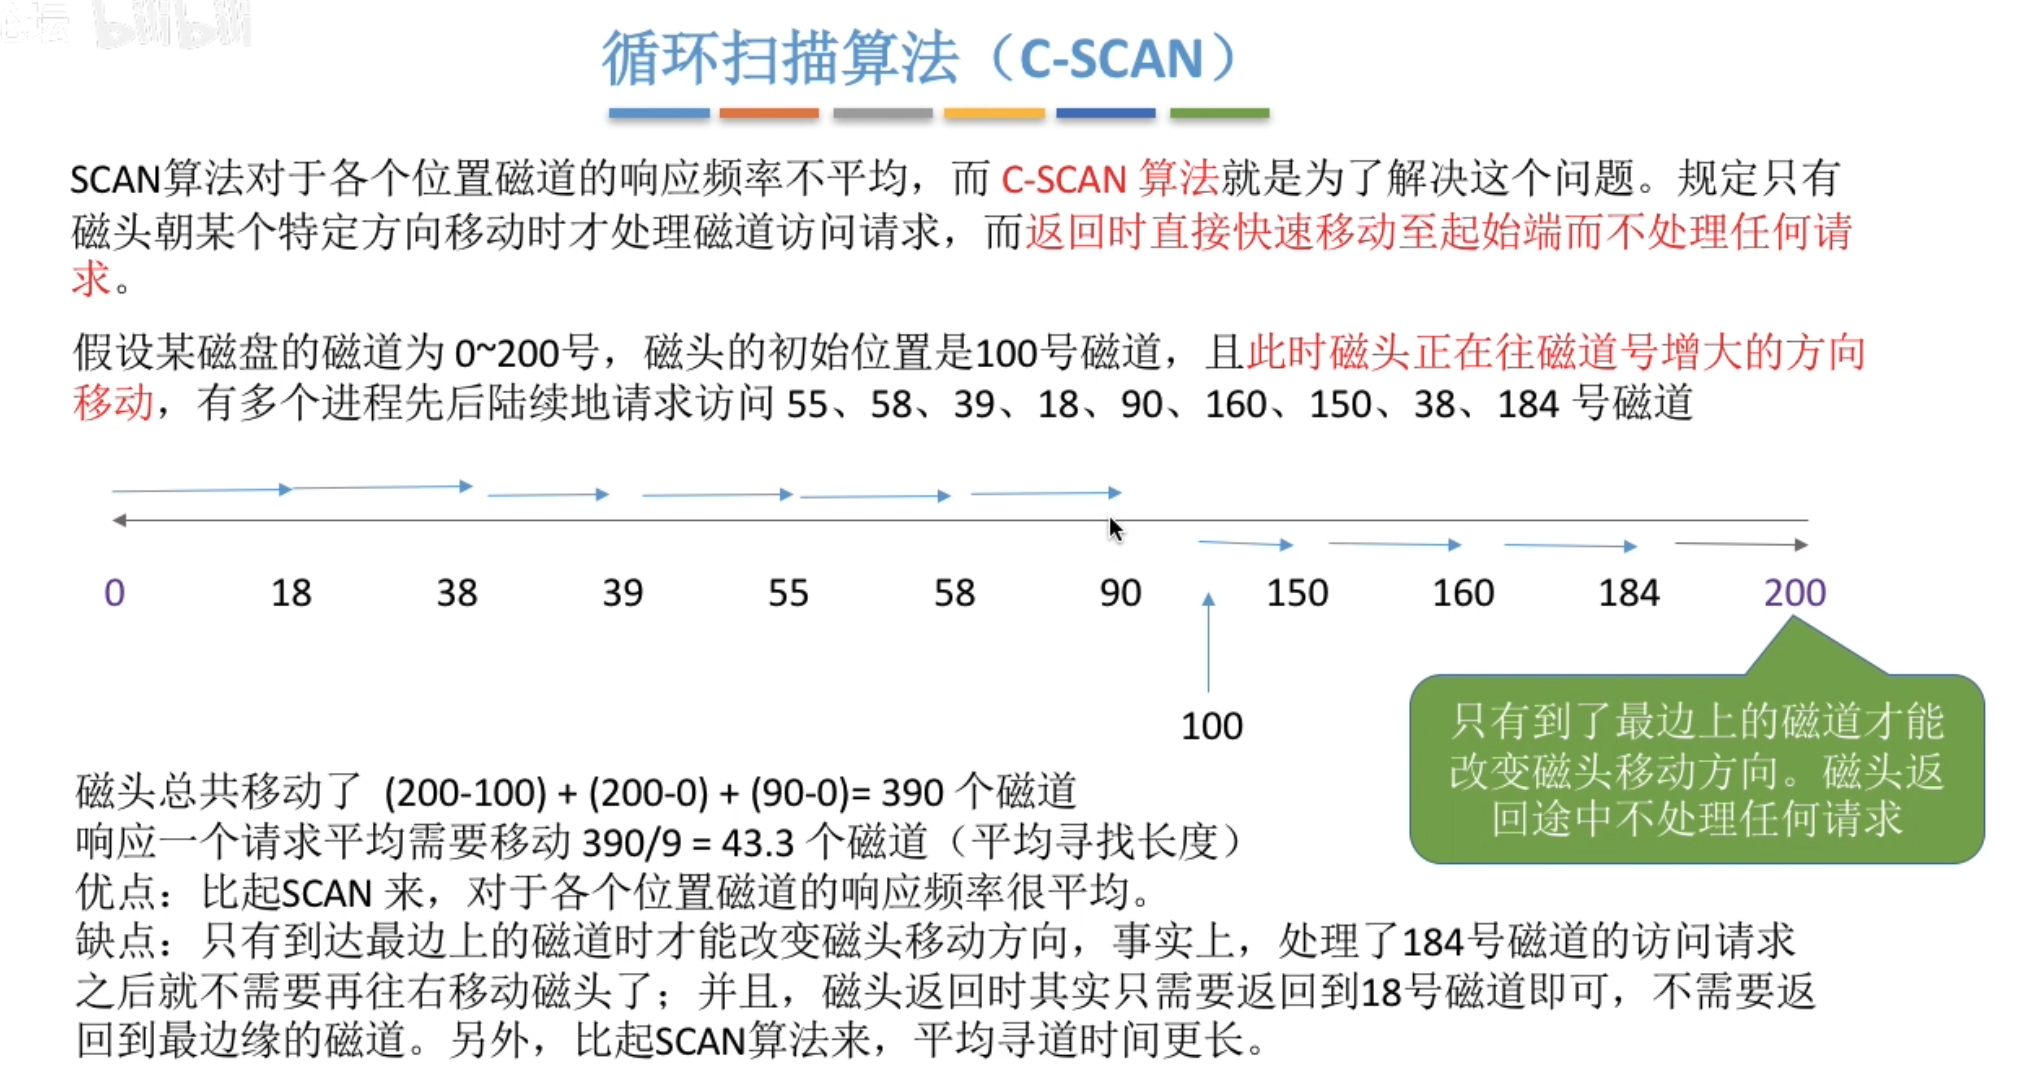 bilibili
循环扫描算法（C-SCAN）
SCAN算法对于各个位置磁道的响应频率不平均，而 C-SCAN 算法就是为了解决这个问题。规定只有
磁头朝某个特定方向移动时才处理磁道访问请求，而返回时直接快速移动至起始端而不处理任何请
求。
假设某磁盘的磁道为 0~200号，磁头的初始位置是100号磁道，且此时磁头正在往磁道号增大的方向
移动，有多个进程先后陆续地请求访问 55、58、39、18、90、160、150、38、184 号磁道
0 18 38 39 55 58 90 150 160 184 200
100
只有到了最边上的磁道才能
改变磁头移动方向。磁头返
回途中不处理任何请求
磁头总共移动了 (200-100) + (200-0) + (90-0)= 390 个磁道
响应一个请求平均需要移动 390/9 = 43.3 个磁道（平均寻找长度）
优点：比起SCAN 来，对于各个位置磁道的响应频率很平均。
缺点：只有到达最边上的磁道时才能改变磁头移动方向，事实上，处理了184号磁道的访问请求
之后就不需要再往右移动磁头了；并且，磁头返回时其实只需要返回到18号磁道即可，不需要返
回到最边缘的磁道。另外，比起SCAN算法来，平均寻道时间更长。